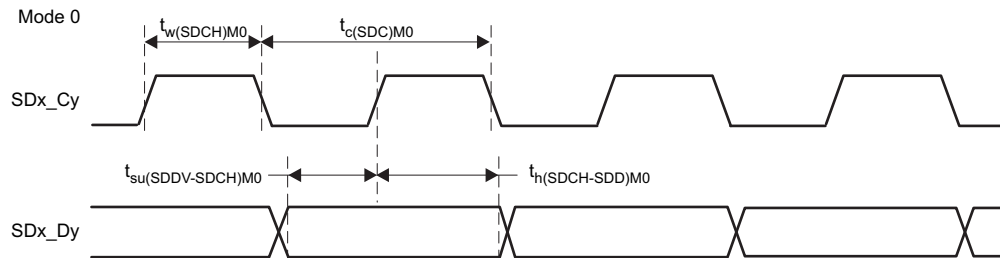 Mode 0
tw(SDCH)M0
tc(SDC)M0
SDx_Cy
tsu(SDDV-SDCH)M0
th(SDCH-SDD)M0
SDx_Dy